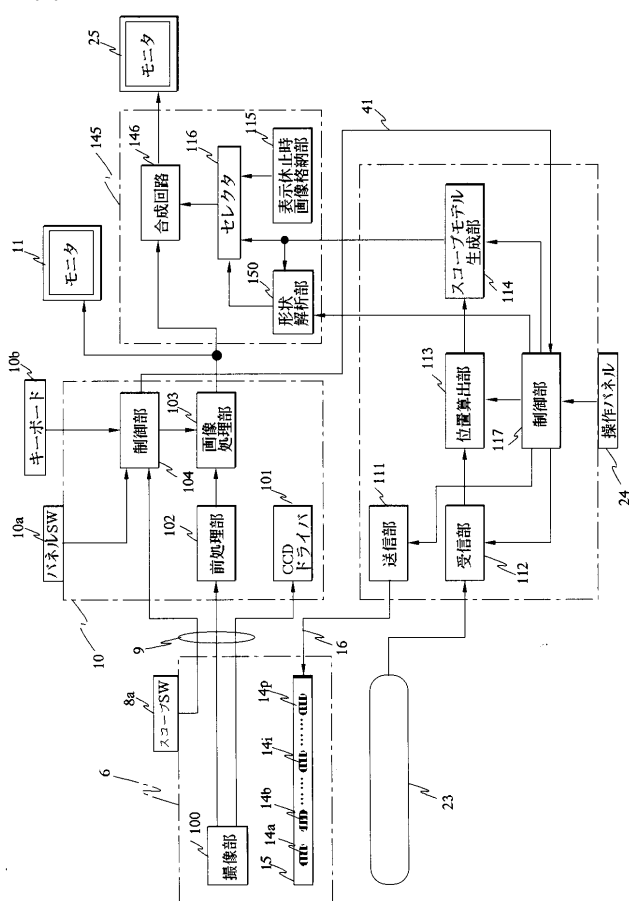 25
モニタ
145
146
合成回路
116
セレクタ
115
表示休止時
画像格納部
41
11
モニタ
150
形状
解析部
スコープモデル
生成部
114
10b
キーボード
制御部
104
103
画像
処理部
113
位置算出部
制御部
117
操作パネル
24
10a
パネルSW
102
前処理部
101
CCD
ドライバ
111
送信部
受信部
112
10
9
16
8a
スコープSW
6
100
撮像部
14p
14i
14b
14a
15
23